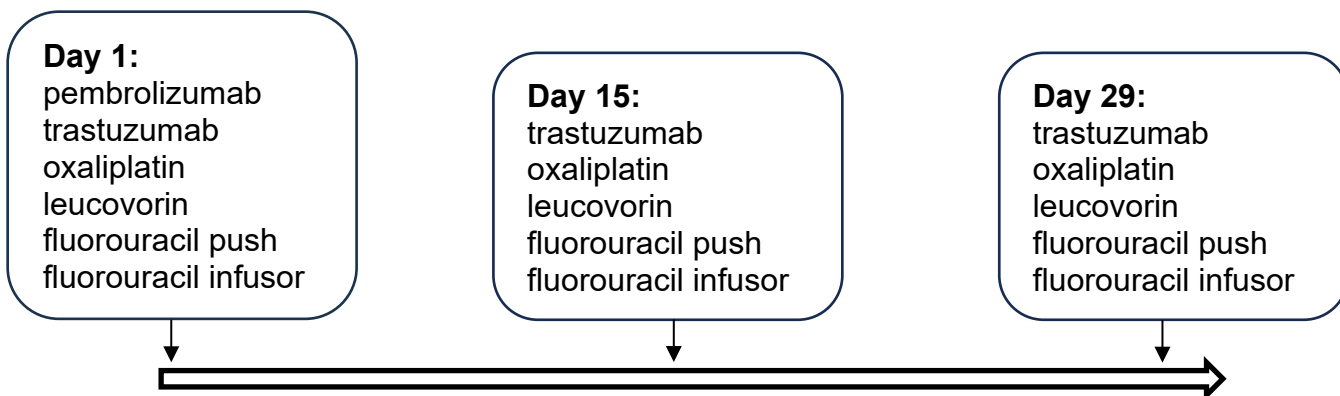 Day 1:
pembrolizumab
trastuzumab
oxaliplatin
leucovorin
fluorouracil push
fluorouracil infusor
Day 15:
trastuzumab
oxaliplatin
leucovorin
fluorouracil push
fluorouracil infusor
Day 29:
trastuzumab
oxaliplatin
leucovorin
fluorouracil push
fluorouracil infusor